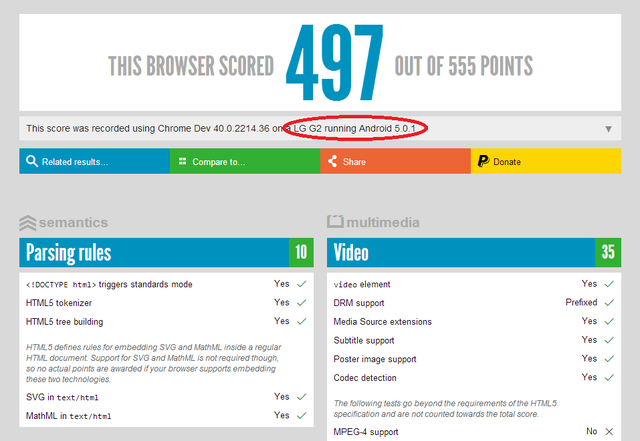 THIS BROWSER SCORED 497 OUT OF 555 POINTS
This score was recorded using Chrome Dev 40.0.2214.36 on a LG G2 running Android 5.0.1
Related results... Compare to... Share Donate
semantics
Parsing rules 10
<!DOCTYPE html> triggers standards mode Yes ✓
HTML5 tokenizer Yes ✓
HTML5 tree building Yes ✓
HTML5 defines rules for embedding SVG and MathML inside a regular
HTML document. Support for SVG and MathML is not required though,
so no actual points are awarded if your browser supports embedding
these two technologies.
SVG in text/html Yes ✓
MathML in text/html Yes ✓
multimedia
Video 35
video element Yes ✓
DRM support Prefixed ✓
Media Source extensions Yes ✓
Subtitle support Yes ✓
Poster image support Yes ✓
Codec detection Yes ✓
The following tests go beyond the requirements of the HTML5
specification and are not counted towards the total score.
MPEG-4 support No ✕